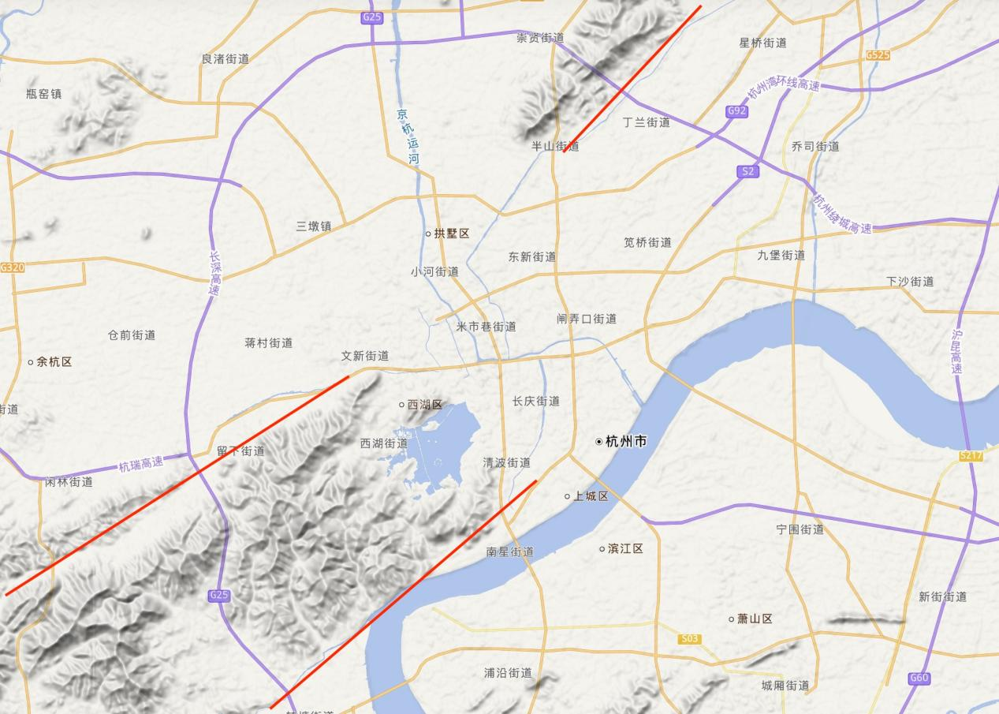 G25
崇贤街道
星桥街道
G525
良渚街道
杭州湾环线高速
瓶窑镇
G92
京杭运河
丁兰街道
半山街道
乔司街道
S2
杭州绕城高速
三墩镇
拱墅区
笕桥街道
东新街道
九堡街道
G320
长深高速
小河街道
下沙街道
闸弄口街道
米市巷街道
仓前街道
蒋村街道
文新街道
沪昆高速
余杭区
西湖区
长庆街道
街道
西湖街道
杭州市
留下街道
清波街道
S217
杭瑞高速
闲林街道
上城区
宁围街道
南星街道
滨江区
G25
新街街道
萧山区
S03
浦沿街道
G60
城厢街道